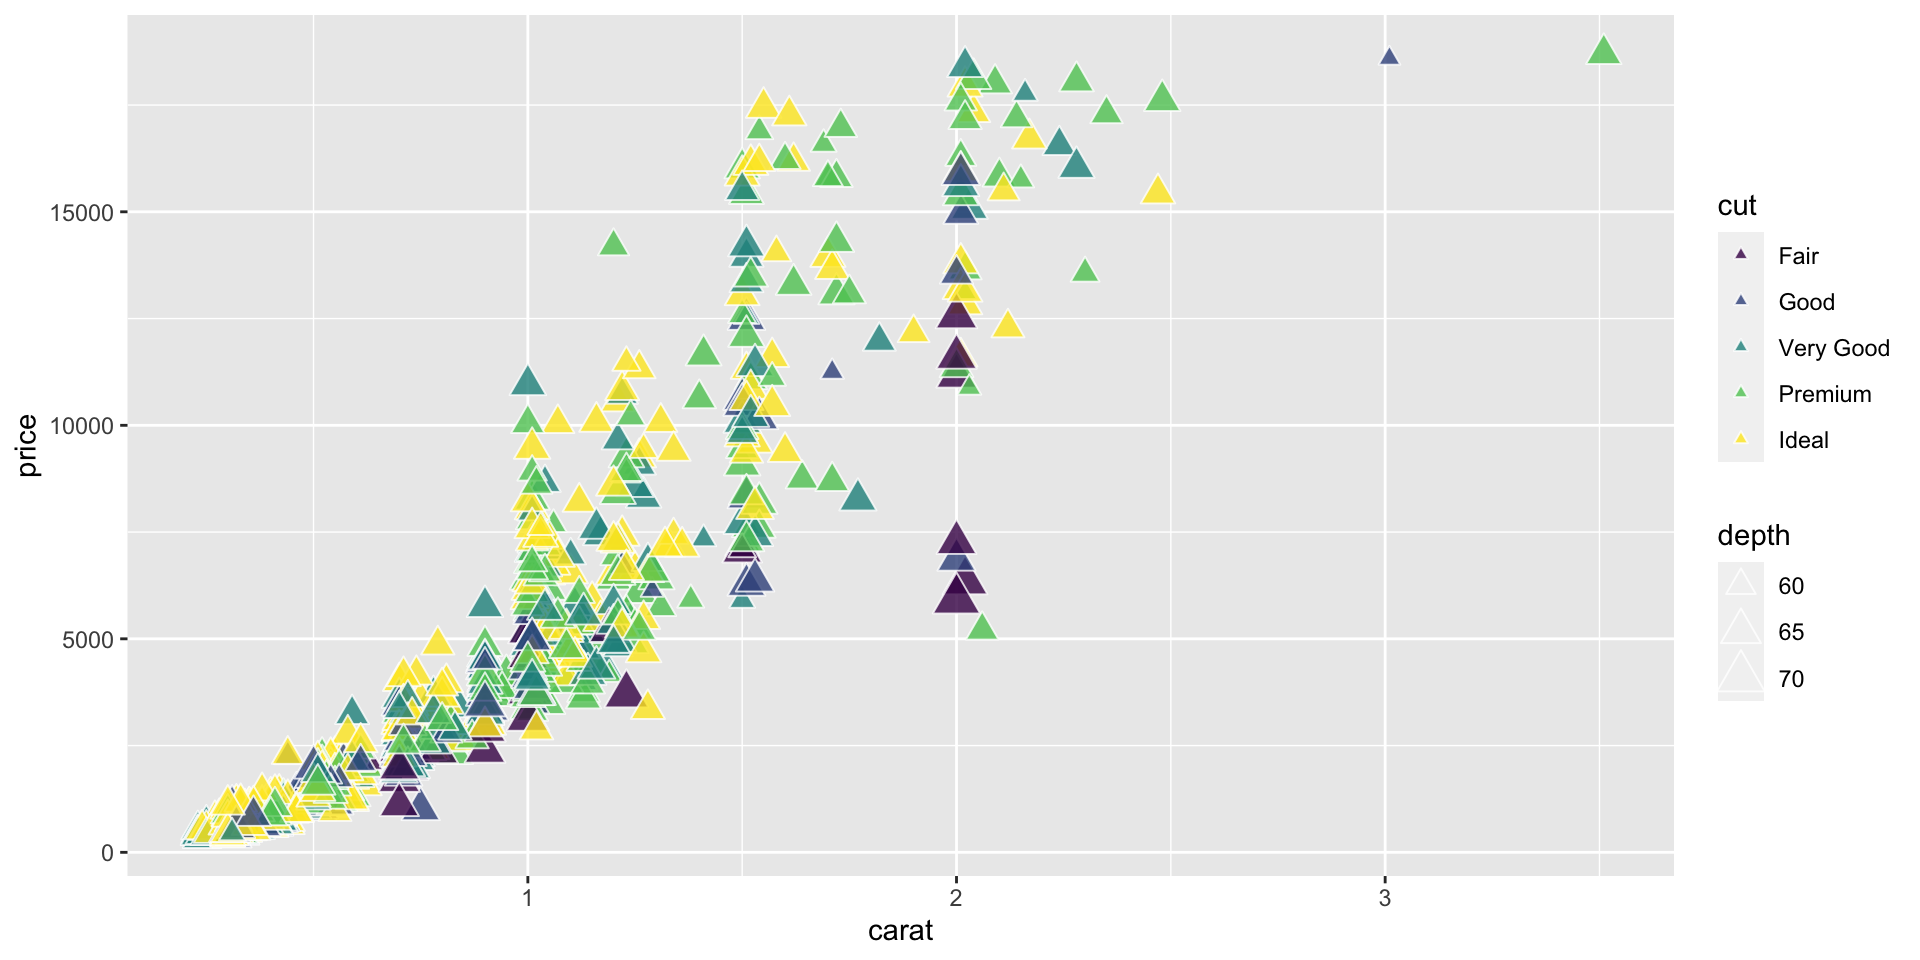 price
15000
10000
5000
0
1
2
3
carat
cut
Fair
Good
Very Good
Premium
Ideal
depth
60
65
70